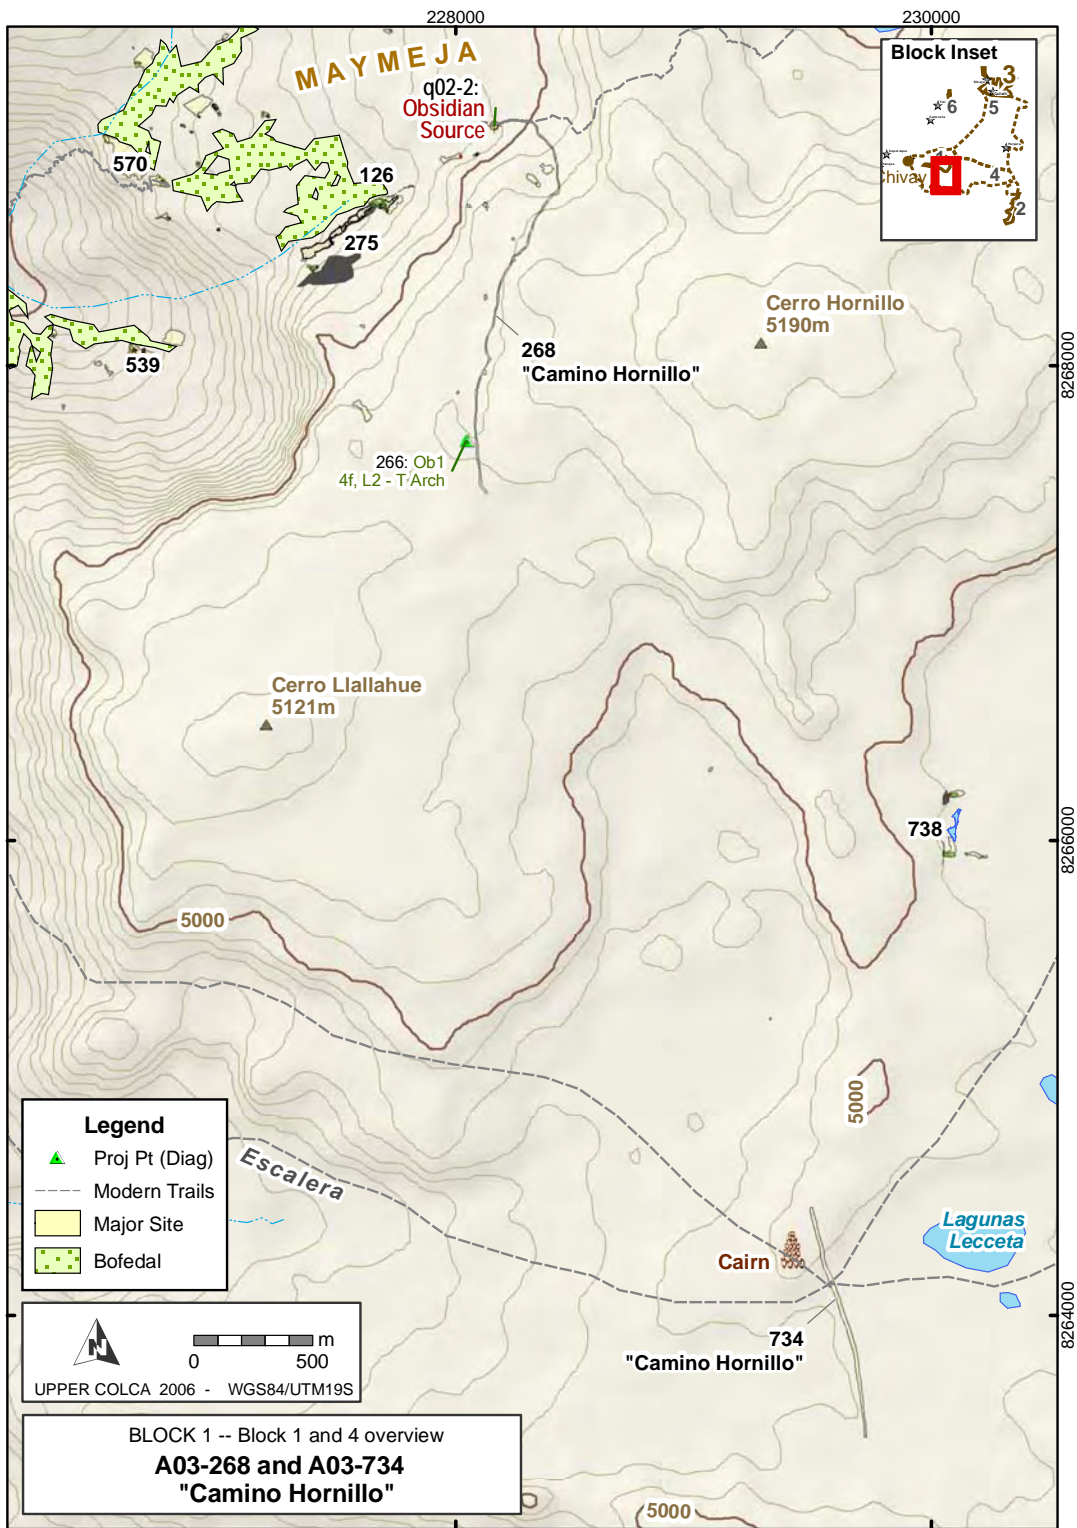 228000
230000
MAYMEJA
q02-2:
Obsidian
Source
570
126
275
539
268
"Camino Hornillo"
Cerro Hornillo
5190m
8268000
266: Ob1
4f, L2 - T Arch
Block Inset
3
6
5
4
2
Chivay
Cerro Llallahue
5121m
738
8266000
5000
5000
Escalera
Lagunas
Lecceta
Cairn
734
"Camino Hornillo"
8264000
5000
Legend
Proj Pt (Diag)
Modern Trails
Major Site
Bofedal
N
m
0 500
UPPER COLCA 2006 - WGS84/UTM19S
BLOCK 1 -- Block 1 and 4 overview
A03-268 and A03-734
"Camino Hornillo"